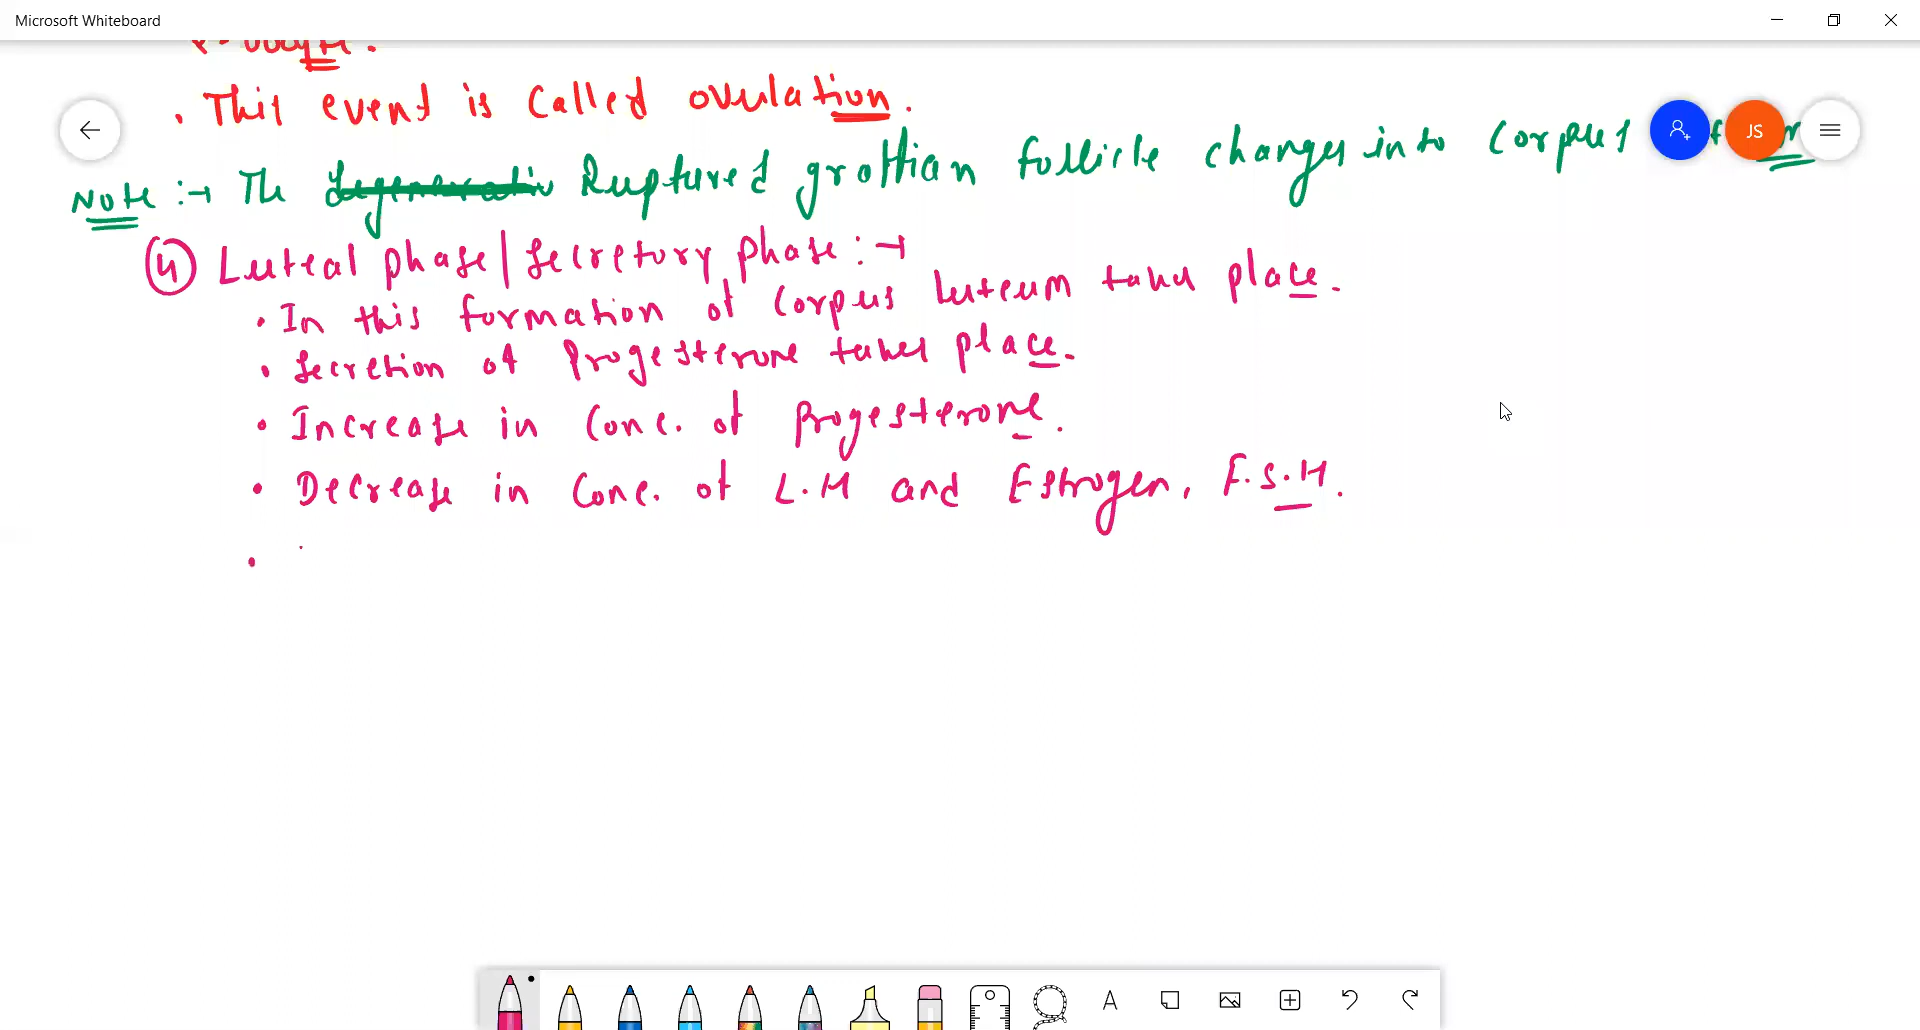 Microsoft Whiteboard
. This event is called ovulation.
JS
Note :→ The Ruptured graffian follicle changes into corpus
(4) Luteal phase/secretory phase :→
. In this formation of corpus luteum takes place.
. Secretion of Progesterone takes place.
. Increase in Conc. of progesterone.
. Decrease in Conc. of L.H and Estrogen, F.S.H.
.